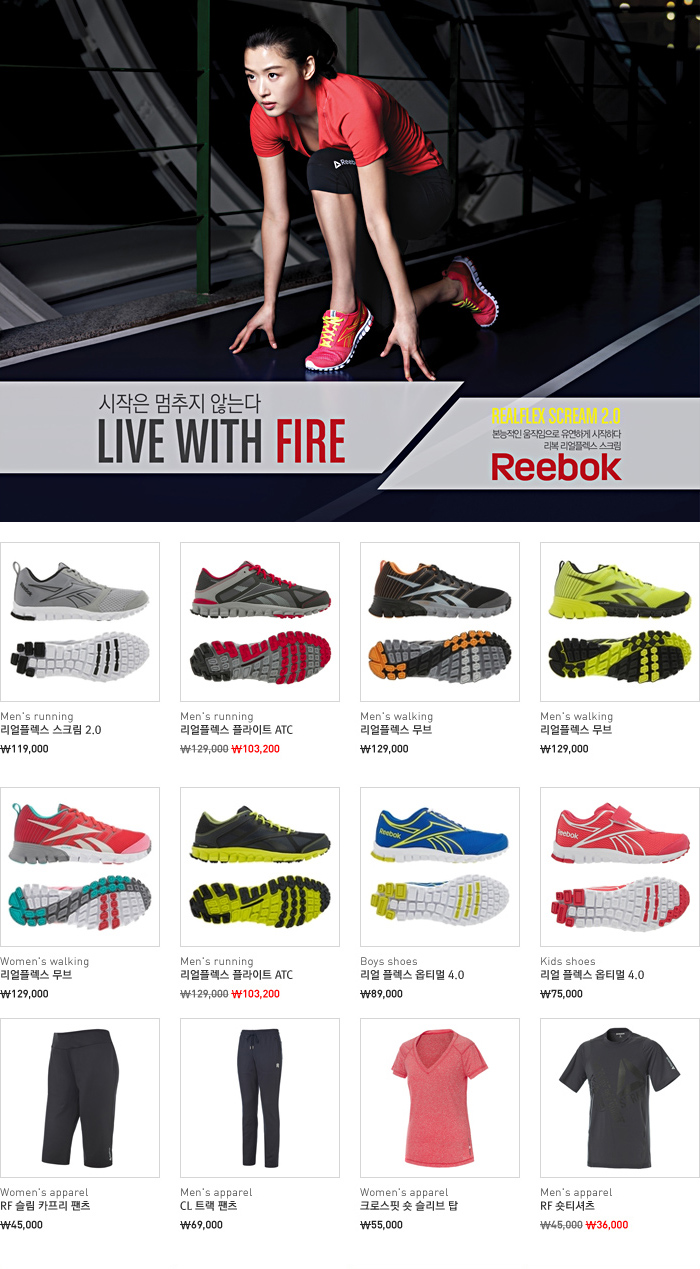 Reebok
시작은 멈추지 않는다
LIVE WITH FIRE
REALFLEX SCREAM 2.0
본능적인 움직임으로 유연하게 시작하다
리복 리얼플렉스 스크림
Reebok
Men's running
리얼플렉스 스크림 2.0
₩119,000
Men's running
리얼플렉스 플라이트 ATC
₩129,000 ₩103,200
Men's walking
리얼플렉스 무브
₩129,000
Men's walking
리얼플렉스 무브
₩129,000
Reebok
Reebok
Women's walking
리얼플렉스 무브
₩129,000
Men's running
리얼플렉스 플라이트 ATC
₩129,000 ₩103,200
Boys shoes
리얼 플렉스 옵티멀 4.0
₩89,000
Kids shoes
리얼 플렉스 옵티멀 4.0
₩75,000
Women's apparel
RF 슬림 카프리 팬츠
₩45,000
Men's apparel
CL 트랙 팬츠
₩69,000
Women's apparel
크로스핏 숏 슬리브 탑
₩55,000
Men's apparel
RF 숏티셔츠
₩45,000 ₩36,000